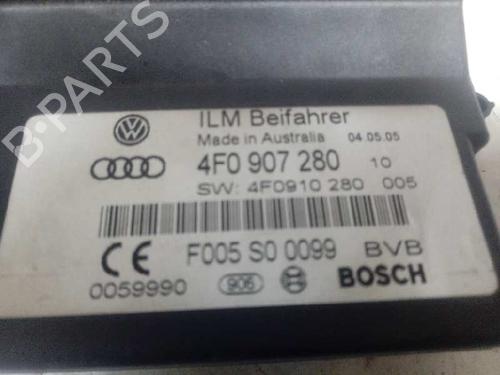 ILM Beifahrer
Made in Australia 04.05.05
4F0 907 280 10
SW: 4F0910 280 005
F005 S0 0099 BVB
0059990 906 BOSCH
B-PARTS